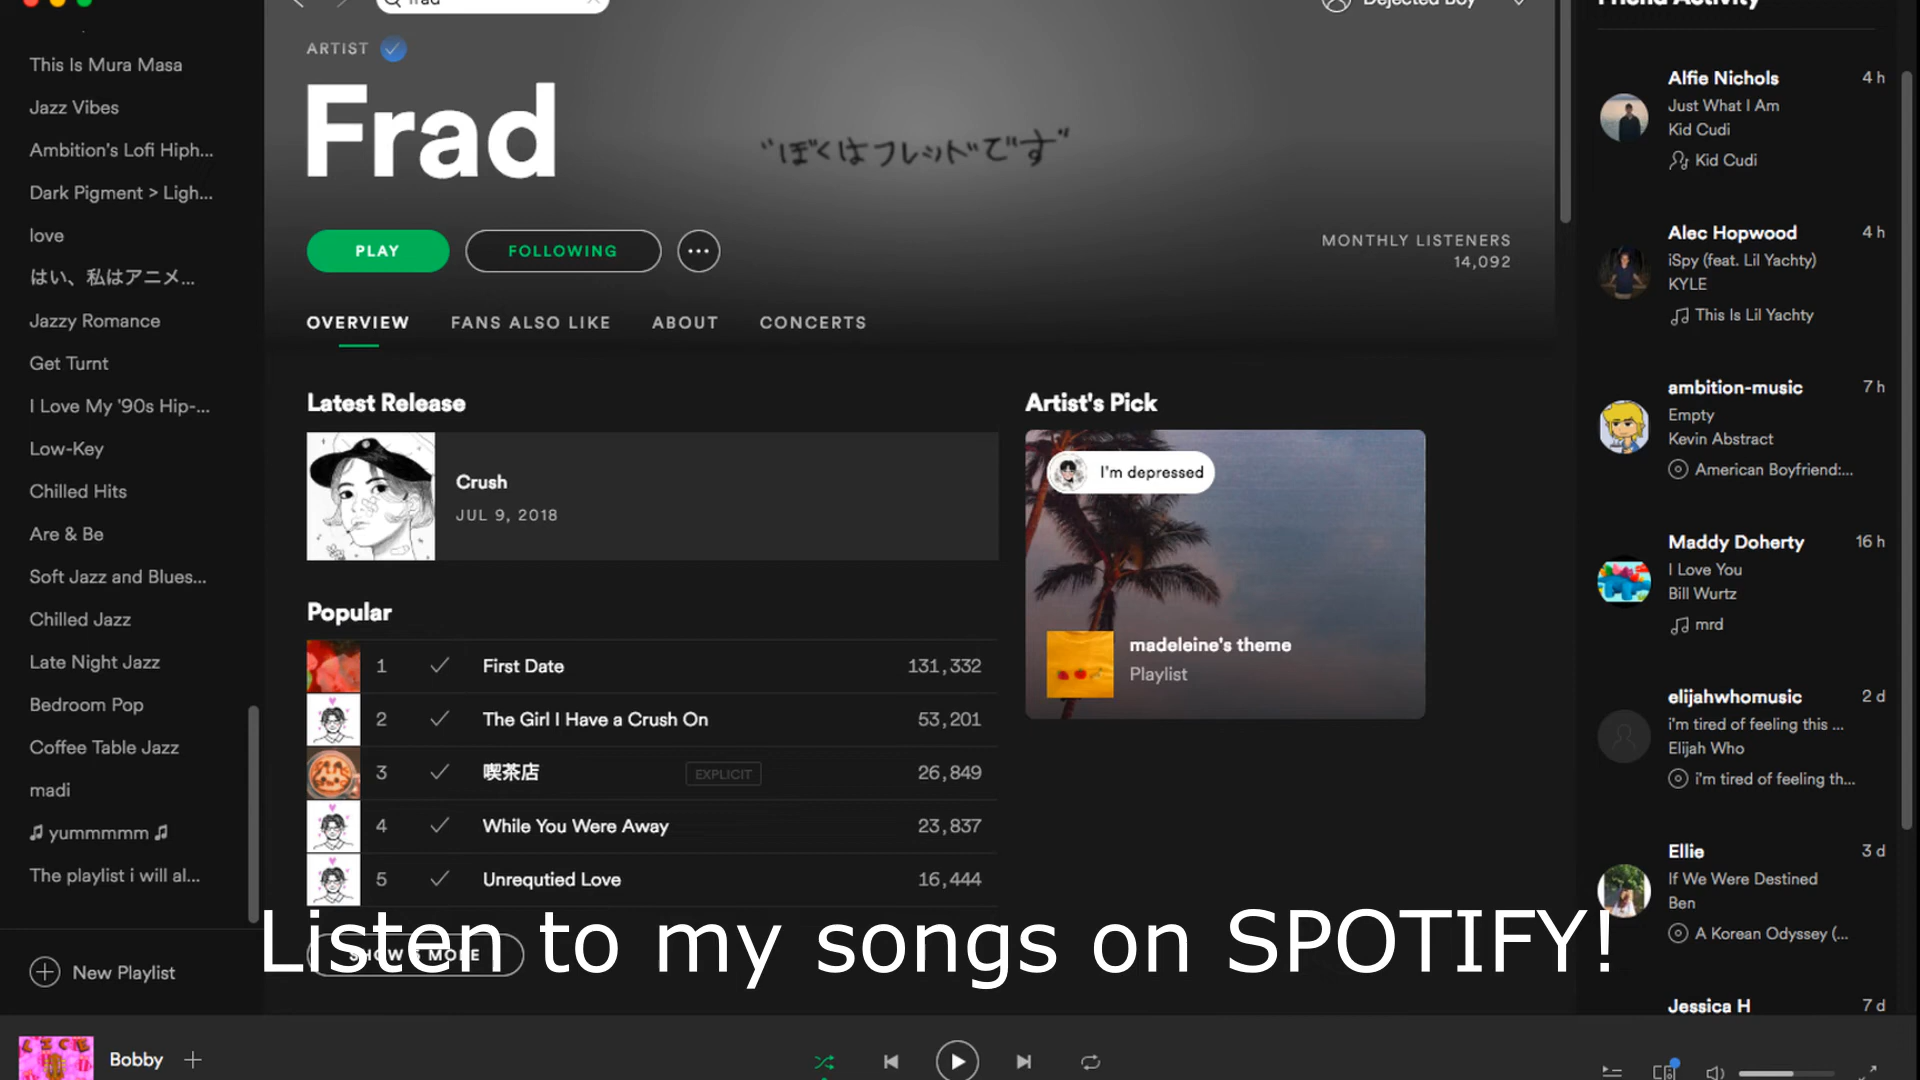 frad
Dejected Boy
This Is Mura Masa
Jazz Vibes
Ambition's Lofi Hiph...
Dark Pigment > Ligh...
love
はい、私はアニメ...
Jazzy Romance
Get Turnt
I Love My '90s Hip-...
Low-Key
Chilled Hits
Are & Be
Soft Jazz and Blues...
Chilled Jazz
Late Night Jazz
Bedroom Pop
Coffee Table Jazz
madi
♫ yummmmm ♫
The playlist i will al...
New Playlist
ARTIST
Frad
"ぼくはフレッドです"
PLAY
FOLLOWING
MONTHLY LISTENERS
14,092
OVERVIEW FANS ALSO LIKE ABOUT CONCERTS
Latest Release
Crush
JUL 9, 2018
Popular
1 First Date 131,332
2 The Girl I Have a Crush On 53,201
3 喫茶店 EXPLICIT 26,849
4 While You Were Away 23,837
5 Unrequtied Love 16,444
SHOW 5 MORE
Artist's Pick
I'm depressed
madeleine's theme
Playlist
Friend Activity
Alfie Nichols 4 h
Just What I Am
Kid Cudi
Kid Cudi
Alec Hopwood 4 h
iSpy (feat. Lil Yachty)
KYLE
This Is Lil Yachty
ambition-music 7 h
Empty
Kevin Abstract
American Boyfriend:...
Maddy Doherty 16 h
I Love You
Bill Wurtz
mrd
elijahwhomusic 2 d
i'm tired of feeling this ...
Elijah Who
i'm tired of feeling th...
Ellie 3 d
If We Were Destined
Ben
A Korean Odyssey (...
Jessica H 7 d
Listen to my songs on SPOTIFY!
LICE
Bobby